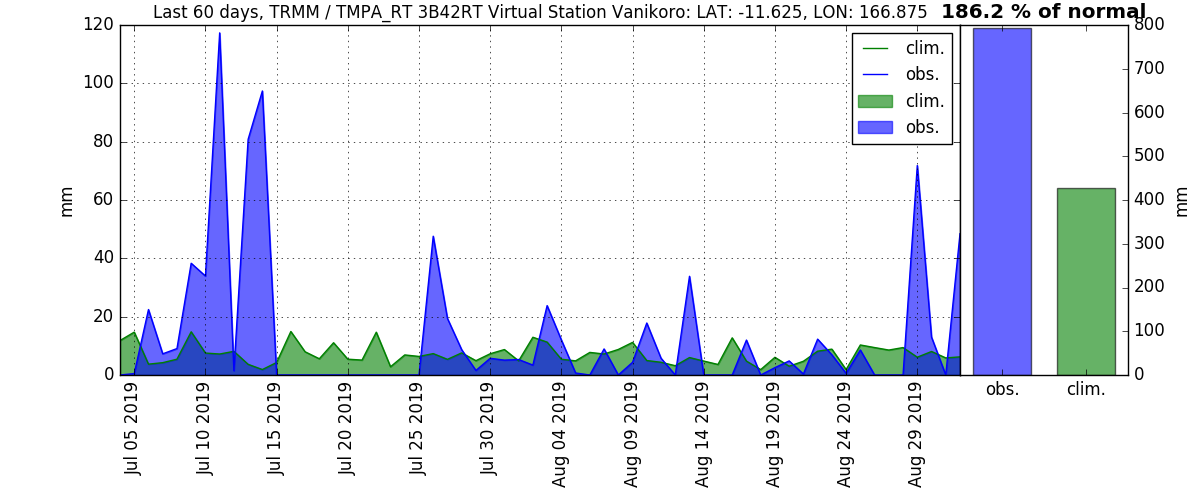 Last 60 days, TRMM / TMPA_RT 3B42RT Virtual Station Vanikoro: LAT: -11.625, LON: 166.875 186.2 % of normal
120
100
80
60
40
20
0
mm
clim.
obs.
clim.
obs.
800
700
600
500
400
300
200
100
0
mm
Jul 05 2019
Jul 10 2019
Jul 15 2019
Jul 20 2019
Jul 25 2019
Jul 30 2019
Aug 04 2019
Aug 09 2019
Aug 14 2019
Aug 19 2019
Aug 24 2019
Aug 29 2019
obs.
clim.